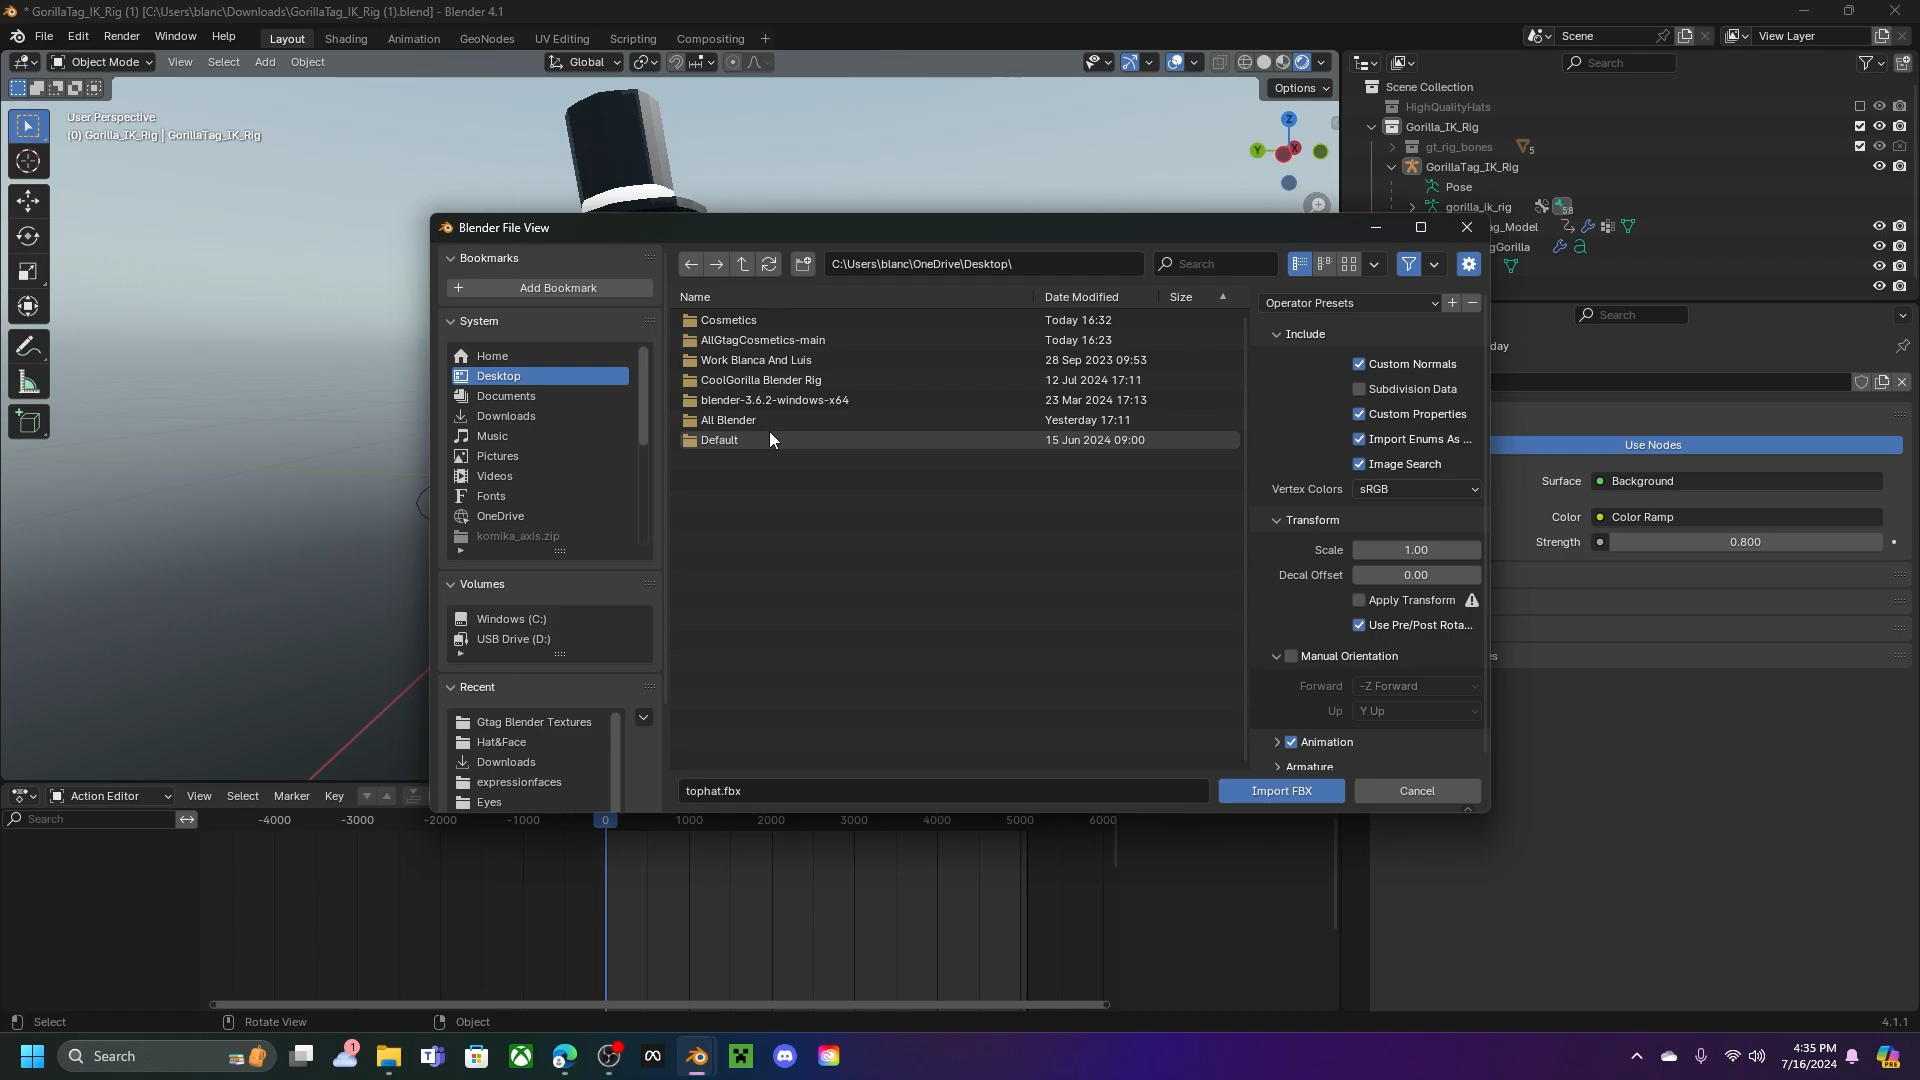 * GorillaTag_IK_Rig (1) [C:\Users\blanc\Downloads\GorillaTag_IK_Rig (1).blend] - Blender 4.1
File Edit Render Window Help Layout Shading Animation GeoNodes UV Editing Scripting Compositing + Scene View Layer
Object Mode View Select Add Object Global Search
Options
User Perspective
(0) Gorilla_IK_Rig | GorillaTag_IK_Rig
Z
Y
X
Scene Collection
HighQualityHats
Gorilla_IK_Rig
gt_rig_bones 5
GorillaTag_IK_Rig
Pose
gorilla_ik_rig 58
ag_Model
gGorilla
Search
day
Use Nodes
Surface Background
Color Color Ramp
Strength 0.800
es
Blender File View
Bookmarks
Add Bookmark
System
Home
Desktop
Documents
Downloads
Music
Pictures
Videos
Fonts
OneDrive
komika_axis.zip
Volumes
Windows (C:)
USB Drive (D:)
Recent
Gtag Blender Textures
Hat&Face
Downloads
expressionfaces
Eyes
C:\Users\blanc\OneDrive\Desktop\ Search
Name Date Modified Size
Cosmetics Today 16:32
AllGtagCosmetics-main Today 16:23
Work Blanca And Luis 28 Sep 2023 09:53
CoolGorilla Blender Rig 12 Jul 2024 17:11
blender-3.6.2-windows-x64 23 Mar 2024 17:13
All Blender Yesterday 17:11
Default 15 Jun 2024 09:00
Operator Presets
Include
Custom Normals
Subdivision Data
Custom Properties
Import Enums As ...
Image Search
Vertex Colors sRGB
Transform
Scale 1.00
Decal Offset 0.00
Apply Transform
Use Pre/Post Rota...
Manual Orientation
Forward -Z Forward
Up Y Up
Animation
Armature
tophat.fbx Import FBX Cancel
Action Editor View Select Marker Key
Search -4000 -3000 -2000 -1000 0 1000 2000 3000 4000 5000 6000
Select Rotate View Object 4.1.1
Search 1 4:35 PM
7/16/2024 PRE